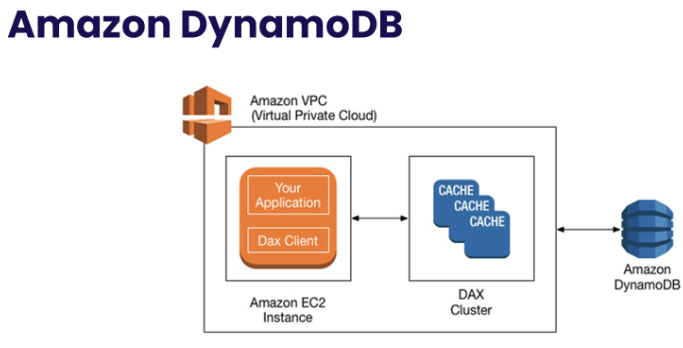 Amazon DynamoDB
Amazon VPC
(Virtual Private Cloud)
Your
Application
Dax Client
Amazon EC2
Instance
CACHE
CACHE
CACHE
DAX
Cluster
Amazon
DynamoDB